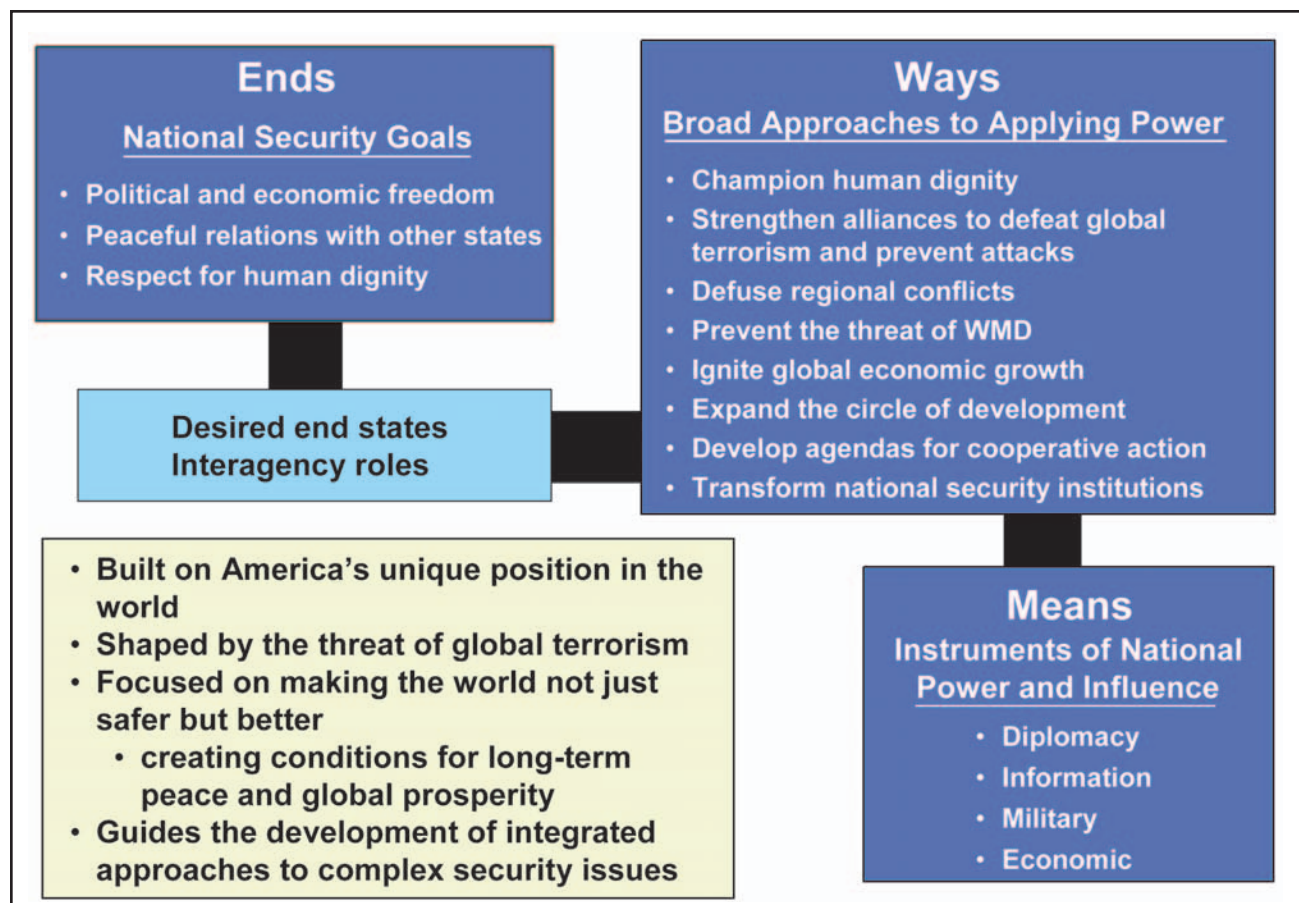 Ends
National Security Goals
• Political and economic freedom
• Peaceful relations with other states
• Respect for human dignity
Desired end states
Interagency roles
Ways
Broad Approaches to Applying Power
• Champion human dignity
• Strengthen alliances to defeat global
terrorism and prevent attacks
• Defuse regional conflicts
• Prevent the threat of WMD
• Ignite global economic growth
• Expand the circle of development
• Develop agendas for cooperative action
• Transform national security institutions
• Built on America’s unique position in the
world
• Shaped by the threat of global terrorism
• Focused on making the world not just
safer but better
• creating conditions for long-term
peace and global prosperity
• Guides the development of integrated
approaches to complex security issues
Means
Instruments of National
Power and Influence
• Diplomacy
• Information
• Military
• Economic